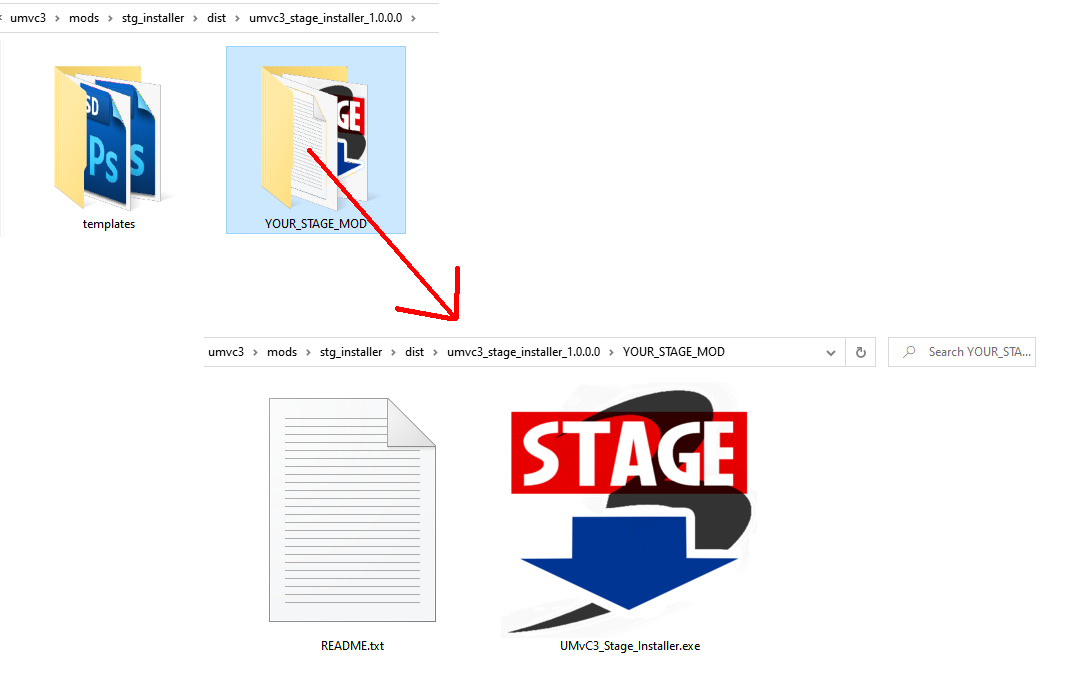 umvc3 > mods > stg_installer > dist > umvc3_stage_installer_1.0.0.0 >
SD
Ps
s
GE
templates
YOUR_STAGE_MOD
umvc3 > mods > stg_installer > dist > umvc3_stage_installer_1.0.0.0 > YOUR_STAGE_MOD
Search YOUR_STA...
STAGE
README.txt
UMvC3_Stage_Installer.exe